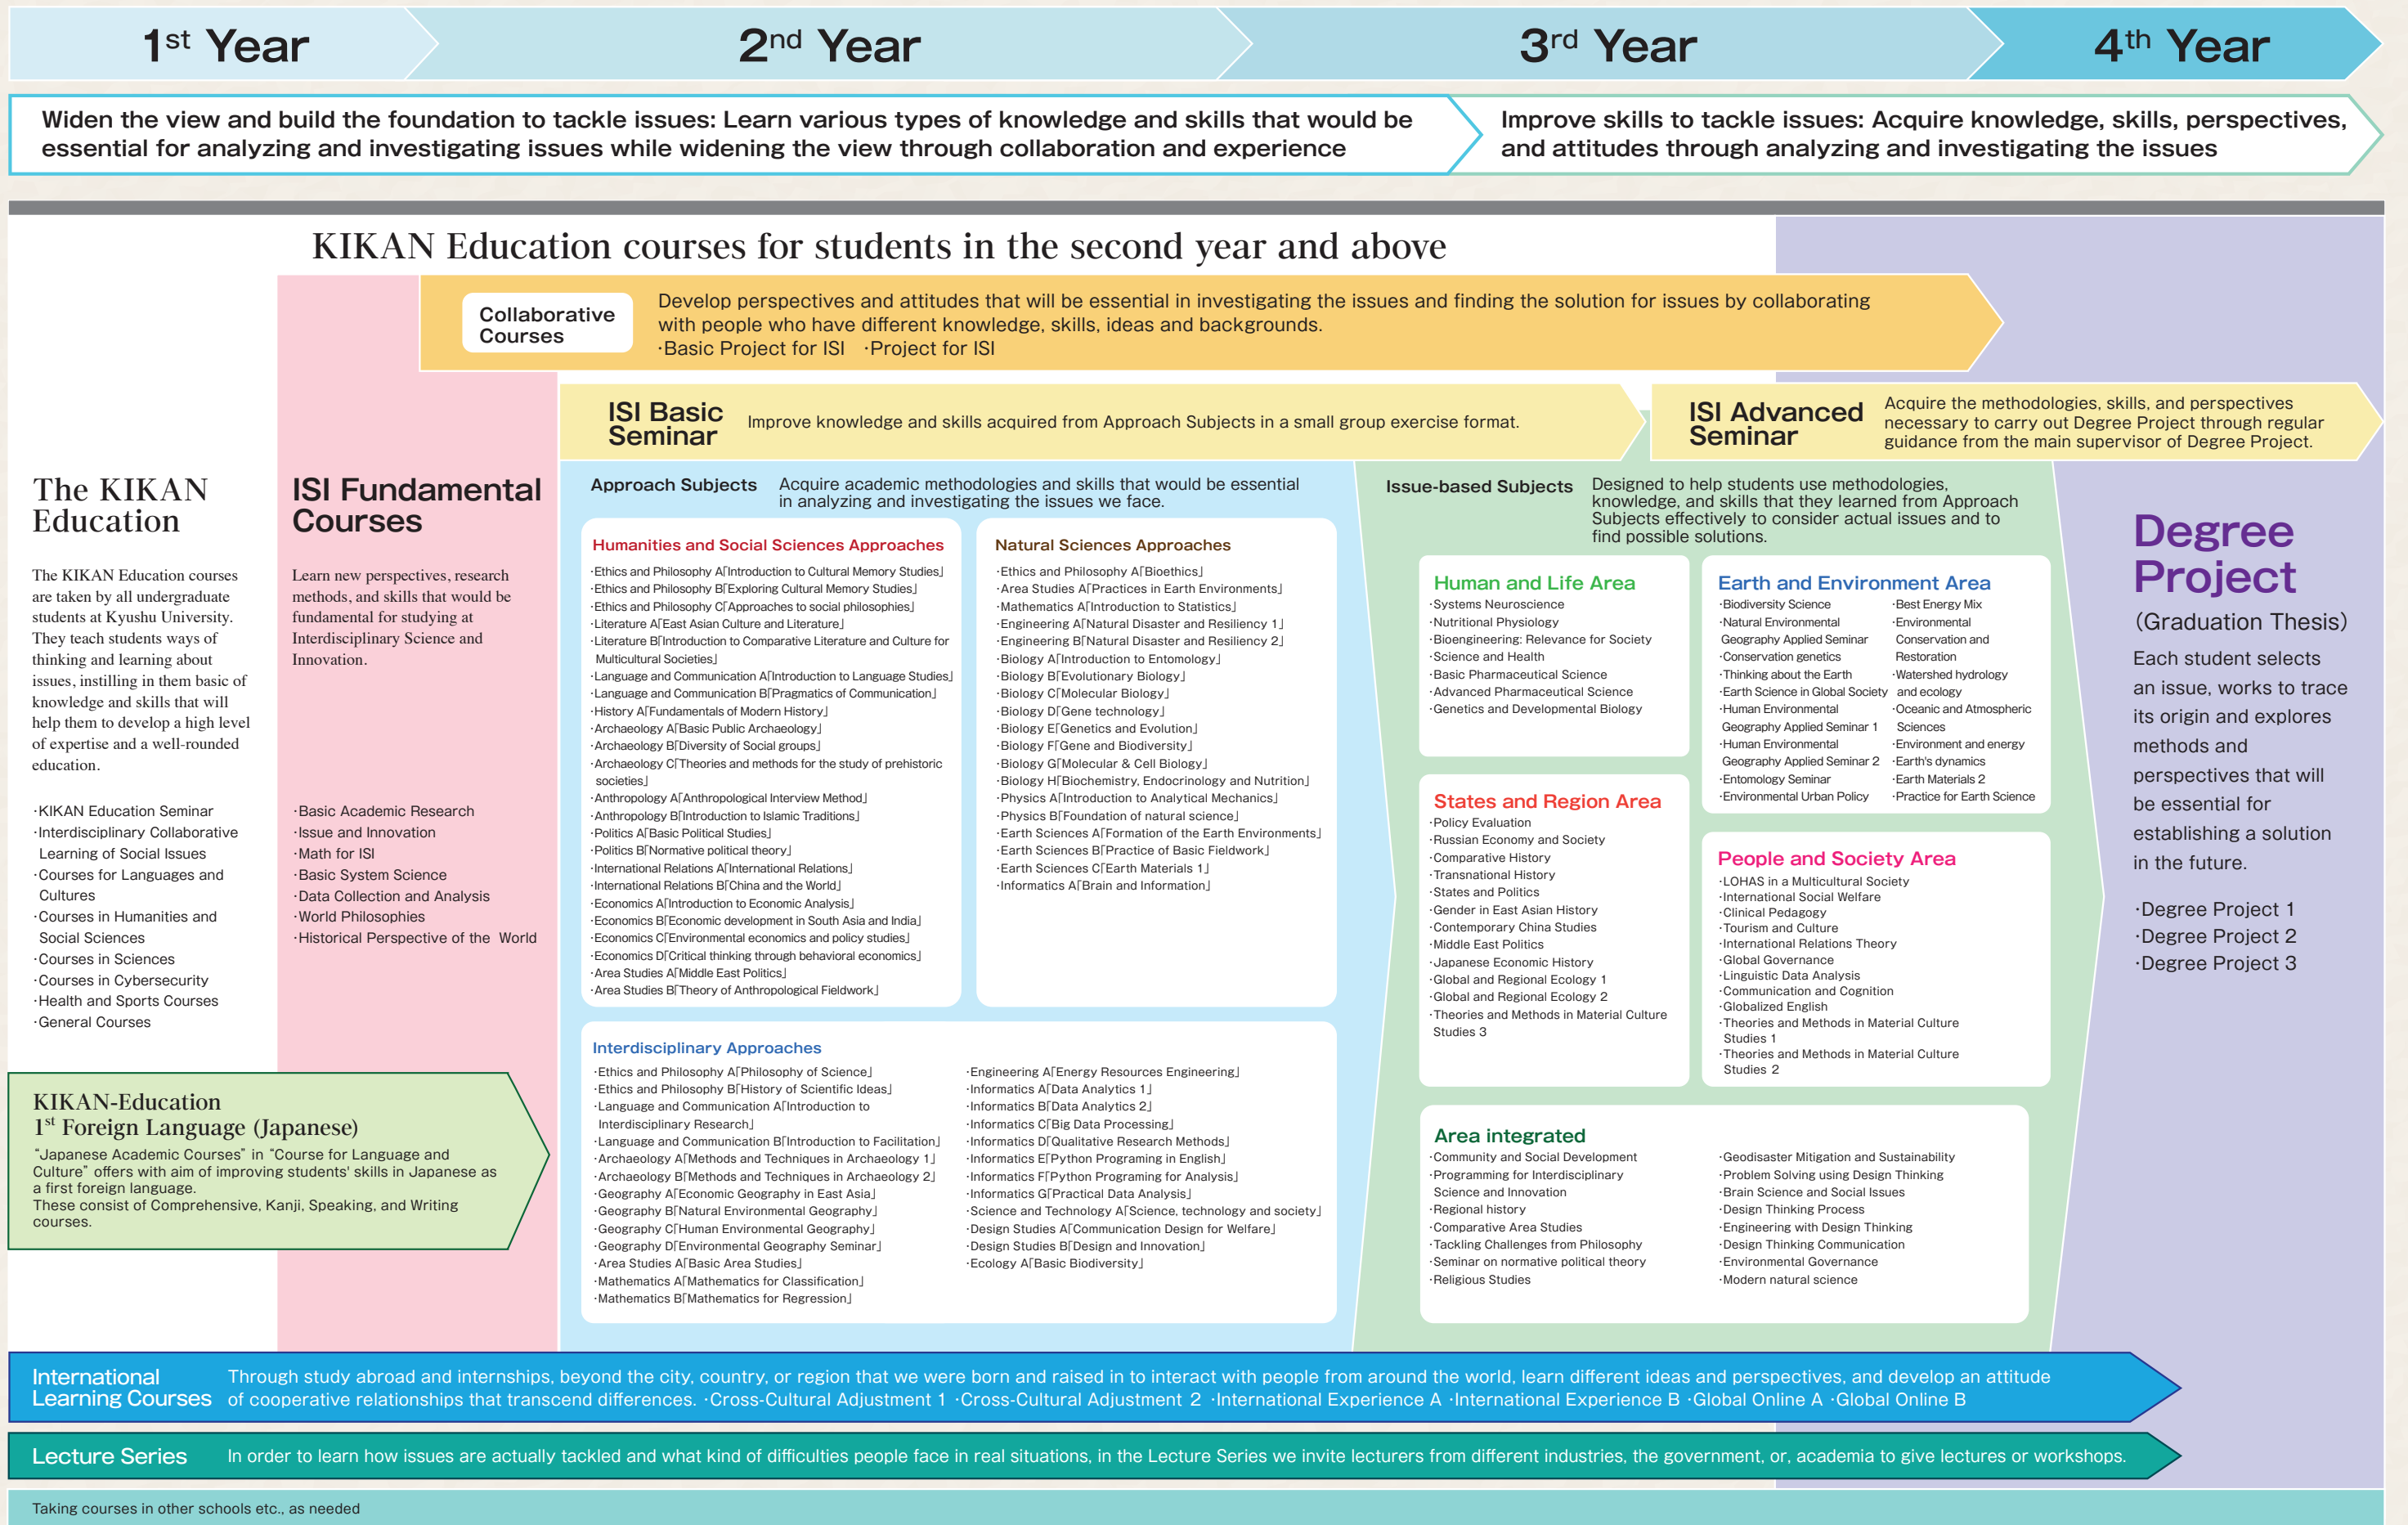 1st Year
2nd Year
3rd Year
4th Year
Widen the view and build the foundation to tackle issues: Learn various types of knowledge and skills that would be
essential for analyzing and investigating issues while widening the view through collaboration and experience
Improve skills to tackle issues: Acquire knowledge, skills, perspectives,
and attitudes through analyzing and investigating the issues
KIKAN Education courses for students in the second year and above
Collaborative
Courses
Develop perspectives and attitudes that will be essential in investigating the issues and finding the solution for issues by collaborating
with people who have different knowledge, skills, ideas and backgrounds.
·Basic Project for ISI ·Project for ISI
ISI Basic
Seminar
Improve knowledge and skills acquired from Approach Subjects in a small group exercise format.
ISI Advanced
Seminar
Acquire the methodologies, skills, and perspectives
necessary to carry out Degree Project through regular
guidance from the main supervisor of Degree Project.
The KIKAN
Education
The KIKAN Education courses
are taken by all undergraduate
students at Kyushu University.
They teach students ways of
thinking and learning about
issues, instilling in them basic of
knowledge and skills that will
help them to develop a high level
of expertise and a well-rounded
education.
·KIKAN Education Seminar
·Interdisciplinary Collaborative
Learning of Social Issues
·Courses for Languages and
Cultures
·Courses in Humanities and
Social Sciences
·Courses in Sciences
·Courses in Cybersecurity
·Health and Sports Courses
·General Courses
ISI Fundamental
Courses
Learn new perspectives, research
methods, and skills that would be
fundamental for studying at
Interdisciplinary Science and
Innovation.
·Basic Academic Research
·Issue and Innovation
·Math for ISI
·Basic System Science
·Data Collection and Analysis
·World Philosophies
·Historical Perspective of the World
KIKAN-Education
1st Foreign Language (Japanese)
"Japanese Academic Courses" in "Course for Language and
Culture" offers with aim of improving students' skills in Japanese as
a first foreign language.
These consist of Comprehensive, Kanji, Speaking, and Writing
courses.
Approach Subjects
Acquire academic methodologies and skills that would be essential
in analyzing and investigating the issues we face.
Humanities and Social Sciences Approaches
·Ethics and Philosophy A「Introduction to Cultural Memory Studies」
·Ethics and Philosophy B「Exploring Cultural Memory Studies」
·Ethics and Philosophy C「Approaches to social philosophies」
·Literature A「East Asian Culture and Literature」
·Literature B「Introduction to Comparative Literature and Culture for
Multicultural Societies」
·Language and Communication A「Introduction to Language Studies」
·Language and Communication B「Pragmatics of Communication」
·History A「Fundamentals of Modern History」
·Archaeology A「Basic Public Archaeology」
·Archaeology B「Diversity of Social groups」
·Archaeology C「Theories and methods for the study of prehistoric
societies」
·Anthropology A「Anthropological Interview Method」
·Anthropology B「Introduction to Islamic Traditions」
·Politics A「Basic Political Studies」
·Politics B「Normative political theory」
·International Relations A「International Relations」
·International Relations B「China and the World」
·Economics A「Introduction to Economic Analysis」
·Economics B「Economic development in South Asia and India」
·Economics C「Environmental economics and policy studies」
·Economics D「Critical thinking through behavioral economics」
·Area Studies A「Middle East Politics」
·Area Studies B「Theory of Anthropological Fieldwork」
Natural Sciences Approaches
·Ethics and Philosophy A「Bioethics」
·Area Studies A「Practices in Earth Environments」
·Mathematics A「Introduction to Statistics」
·Engineering A「Natural Disaster and Resiliency 1」
·Engineering B「Natural Disaster and Resiliency 2」
·Biology A「Introduction to Entomology」
·Biology B「Evolutionary Biology」
·Biology C「Molecular Biology」
·Biology D「Gene technology」
·Biology E「Genetics and Evolution」
·Biology F「Gene and Biodiversity」
·Biology G「Molecular & Cell Biology」
·Biology H「Biochemistry, Endocrinology and Nutrition」
·Physics A「Introduction to Analytical Mechanics」
·Physics B「Foundation of natural science」
·Earth Sciences A「Formation of the Earth Environments」
·Earth Sciences B「Practice of Basic Fieldwork」
·Earth Sciences C「Earth Materials 1」
·Informatics A「Brain and Information」
Interdisciplinary Approaches
·Ethics and Philosophy A「Philosophy of Science」
·Ethics and Philosophy B「History of Scientific Ideas」
·Language and Communication A「Introduction to
Interdisciplinary Research」
·Language and Communication B「Introduction to Facilitation」
·Archaeology A「Methods and Techniques in Archaeology 1」
·Archaeology B「Methods and Techniques in Archaeology 2」
·Geography A「Economic Geography in East Asia」
·Geography B「Natural Environmental Geography」
·Geography C「Human Environmental Geography」
·Geography D「Environmental Geography Seminar」
·Area Studies A「Basic Area Studies」
·Mathematics A「Mathematics for Classification」
·Mathematics B「Mathematics for Regression」
·Engineering A「Energy Resources Engineering」
·Informatics A「Data Analytics 1」
·Informatics B「Data Analytics 2」
·Informatics C「Big Data Processing」
·Informatics D「Qualitative Research Methods」
·Informatics E「Python Programing in English」
·Informatics F「Python Programing for Analysis」
·Informatics G「Practical Data Analysis」
·Science and Technology A「Science, technology and society」
·Design Studies A「Communication Design for Welfare」
·Design Studies B「Design and Innovation」
·Ecology A「Basic Biodiversity」
Issue-based Subjects
Designed to help students use methodologies,
knowledge, and skills that they learned from Approach
Subjects effectively to consider actual issues and to
find possible solutions.
Human and Life Area
·Systems Neuroscience
·Nutritional Physiology
·Bioengineering: Relevance for Society
·Science and Health
·Basic Pharmaceutical Science
·Advanced Pharmaceutical Science
·Genetics and Developmental Biology
Earth and Environment Area
·Biodiversity Science
·Natural Environmental
Geography Applied Seminar
·Conservation genetics
·Thinking about the Earth
·Earth Science in Global Society
·Human Environmental
Geography Applied Seminar 1
·Human Environmental
Geography Applied Seminar 2
·Entomology Seminar
·Environmental Urban Policy
·Best Energy Mix
·Environmental
Conservation and
Restoration
·Watershed hydrology
and ecology
·Oceanic and Atmospheric
Sciences
·Environment and energy
·Earth's dynamics
·Earth Materials 2
·Practice for Earth Science
States and Region Area
·Policy Evaluation
·Russian Economy and Society
·Comparative History
·Transnational History
·States and Politics
·Gender in East Asian History
·Contemporary China Studies
·Middle East Politics
·Japanese Economic History
·Global and Regional Ecology 1
·Global and Regional Ecology 2
·Theories and Methods in Material Culture
Studies 3
People and Society Area
·LOHAS in a Multicultural Society
·International Social Welfare
·Clinical Pedagogy
·Tourism and Culture
·International Relations Theory
·Global Governance
·Linguistic Data Analysis
·Communication and Cognition
·Globalized English
·Theories and Methods in Material Culture
Studies 1
·Theories and Methods in Material Culture
Studies 2
Area integrated
·Community and Social Development
·Programming for Interdisciplinary
Science and Innovation
·Regional history
·Comparative Area Studies
·Tackling Challenges from Philosophy
·Seminar on normative political theory
·Religious Studies
·Geodisaster Mitigation and Sustainability
·Problem Solving using Design Thinking
·Brain Science and Social Issues
·Design Thinking Process
·Engineering with Design Thinking
·Design Thinking Communication
·Environmental Governance
·Modern natural science
Degree
Project
(Graduation Thesis)
Each student selects
an issue, works to trace
its origin and explores
methods and
perspectives that will
be essential for
establishing a solution
in the future.
·Degree Project 1
·Degree Project 2
·Degree Project 3
International
Learning Courses
Through study abroad and internships, beyond the city, country, or region that we were born and raised in to interact with people from around the world, learn different ideas and perspectives, and develop an attitude
of cooperative relationships that transcend differences. ·Cross-Cultural Adjustment 1 ·Cross-Cultural Adjustment 2 ·International Experience A ·International Experience B ·Global Online A ·Global Online B
Lecture Series
In order to learn how issues are actually tackled and what kind of difficulties people face in real situations, in the Lecture Series we invite lecturers from different industries, the government, or, academia to give lectures or workshops.
Taking courses in other schools etc., as needed